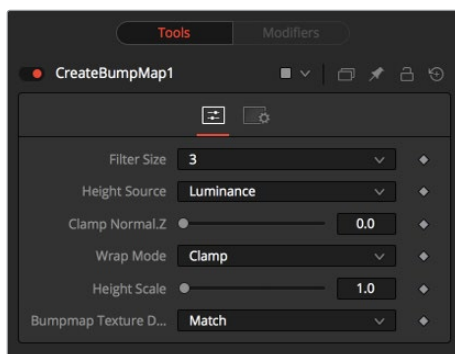 Tools Modifiers
CreateBumpMap1
Filter Size 3
Height Source Luminance
Clamp Normal.Z 0.0
Wrap Mode Clamp
Height Scale 1.0
Bumpmap Texture D... Match